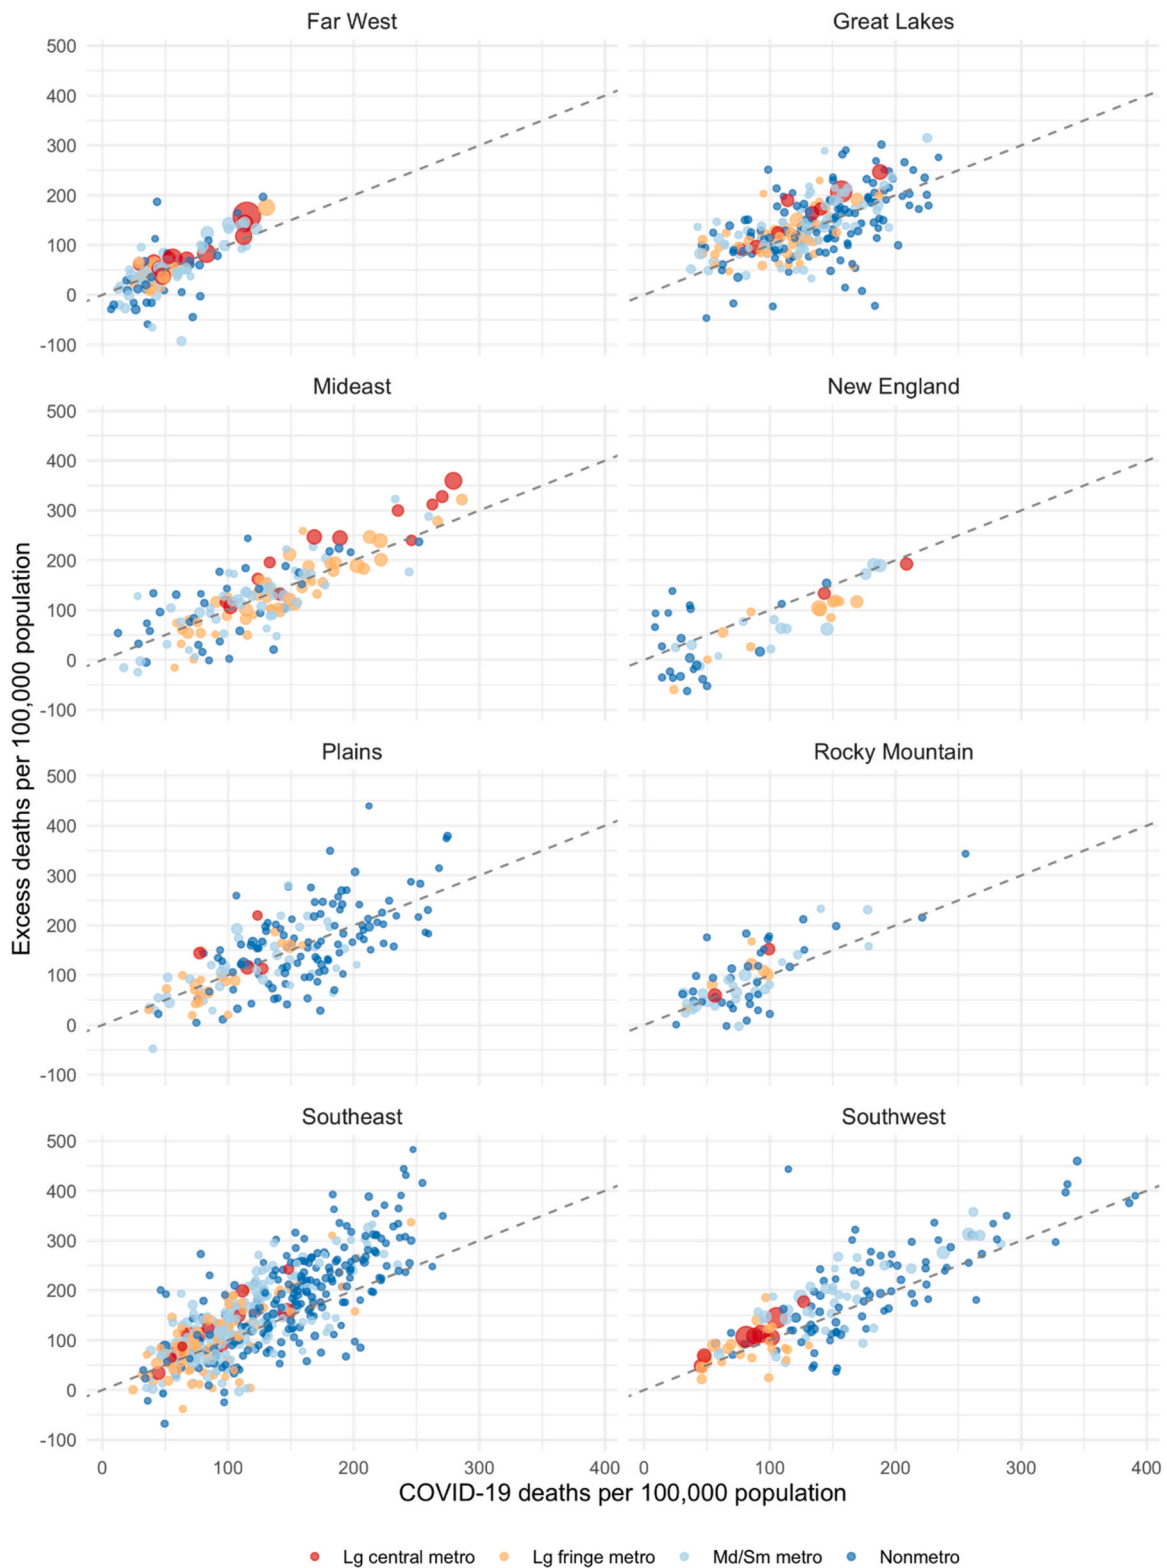 Far West
Great Lakes
500
400
300
200
100
0
-100
Mideast
New England
500
400
300
200
100
0
-100
Plains
Rocky Mountain
500
400
300
200
100
0
-100
Southeast
Southwest
500
400
300
200
100
0
-100
0 100 200 300 400 0 100 200 300 400
Excess deaths per 100,000 population
COVID-19 deaths per 100,000 population
Lg central metro Lg fringe metro Md/Sm metro Nonmetro